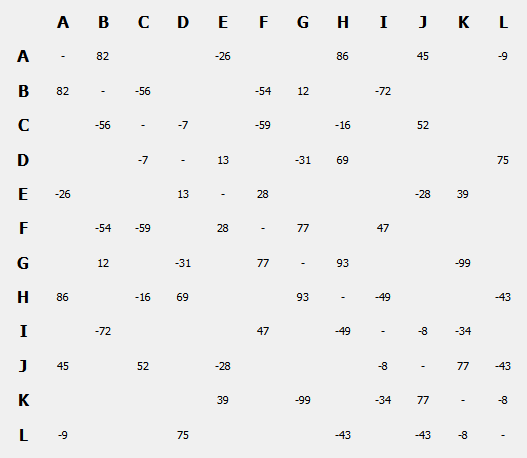 A B C D E F G H I J K L
A - 82 -26 86 45 -9
B 82 - -56 -54 12 -72
C -56 - -7 -59 -16 52
D -7 - 13 -31 69 75
E -26 13 - 28 -28 39
F -54 -59 28 - 77 47
G 12 -31 77 - 93 -99
H 86 -16 69 93 - -49 -43
I -72 47 -49 - -8 -34
J 45 52 -28 -8 - 77 -43
K 39 -99 -34 77 - -8
L -9 75 -43 -43 -8 -